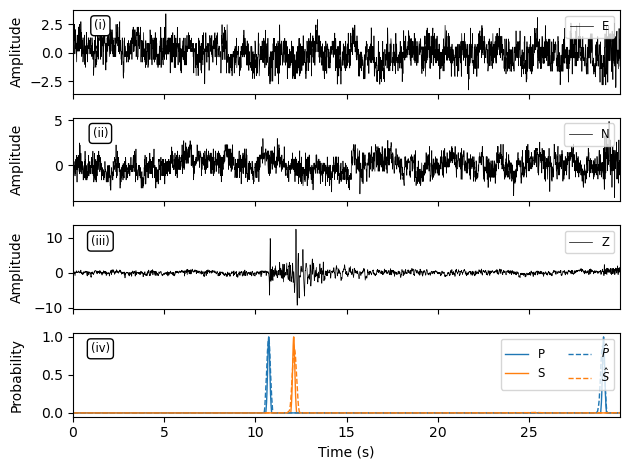 Amplitude
2.5
0.0
−2.5
(i)
E
Amplitude
5
0
(ii)
N
Amplitude
10
0
−10
(iii)
Z
Probability
1.0
0.5
0.0
(iv)
P
S
P̂
Ŝ
0 5 10 15 20 25
Time (s)